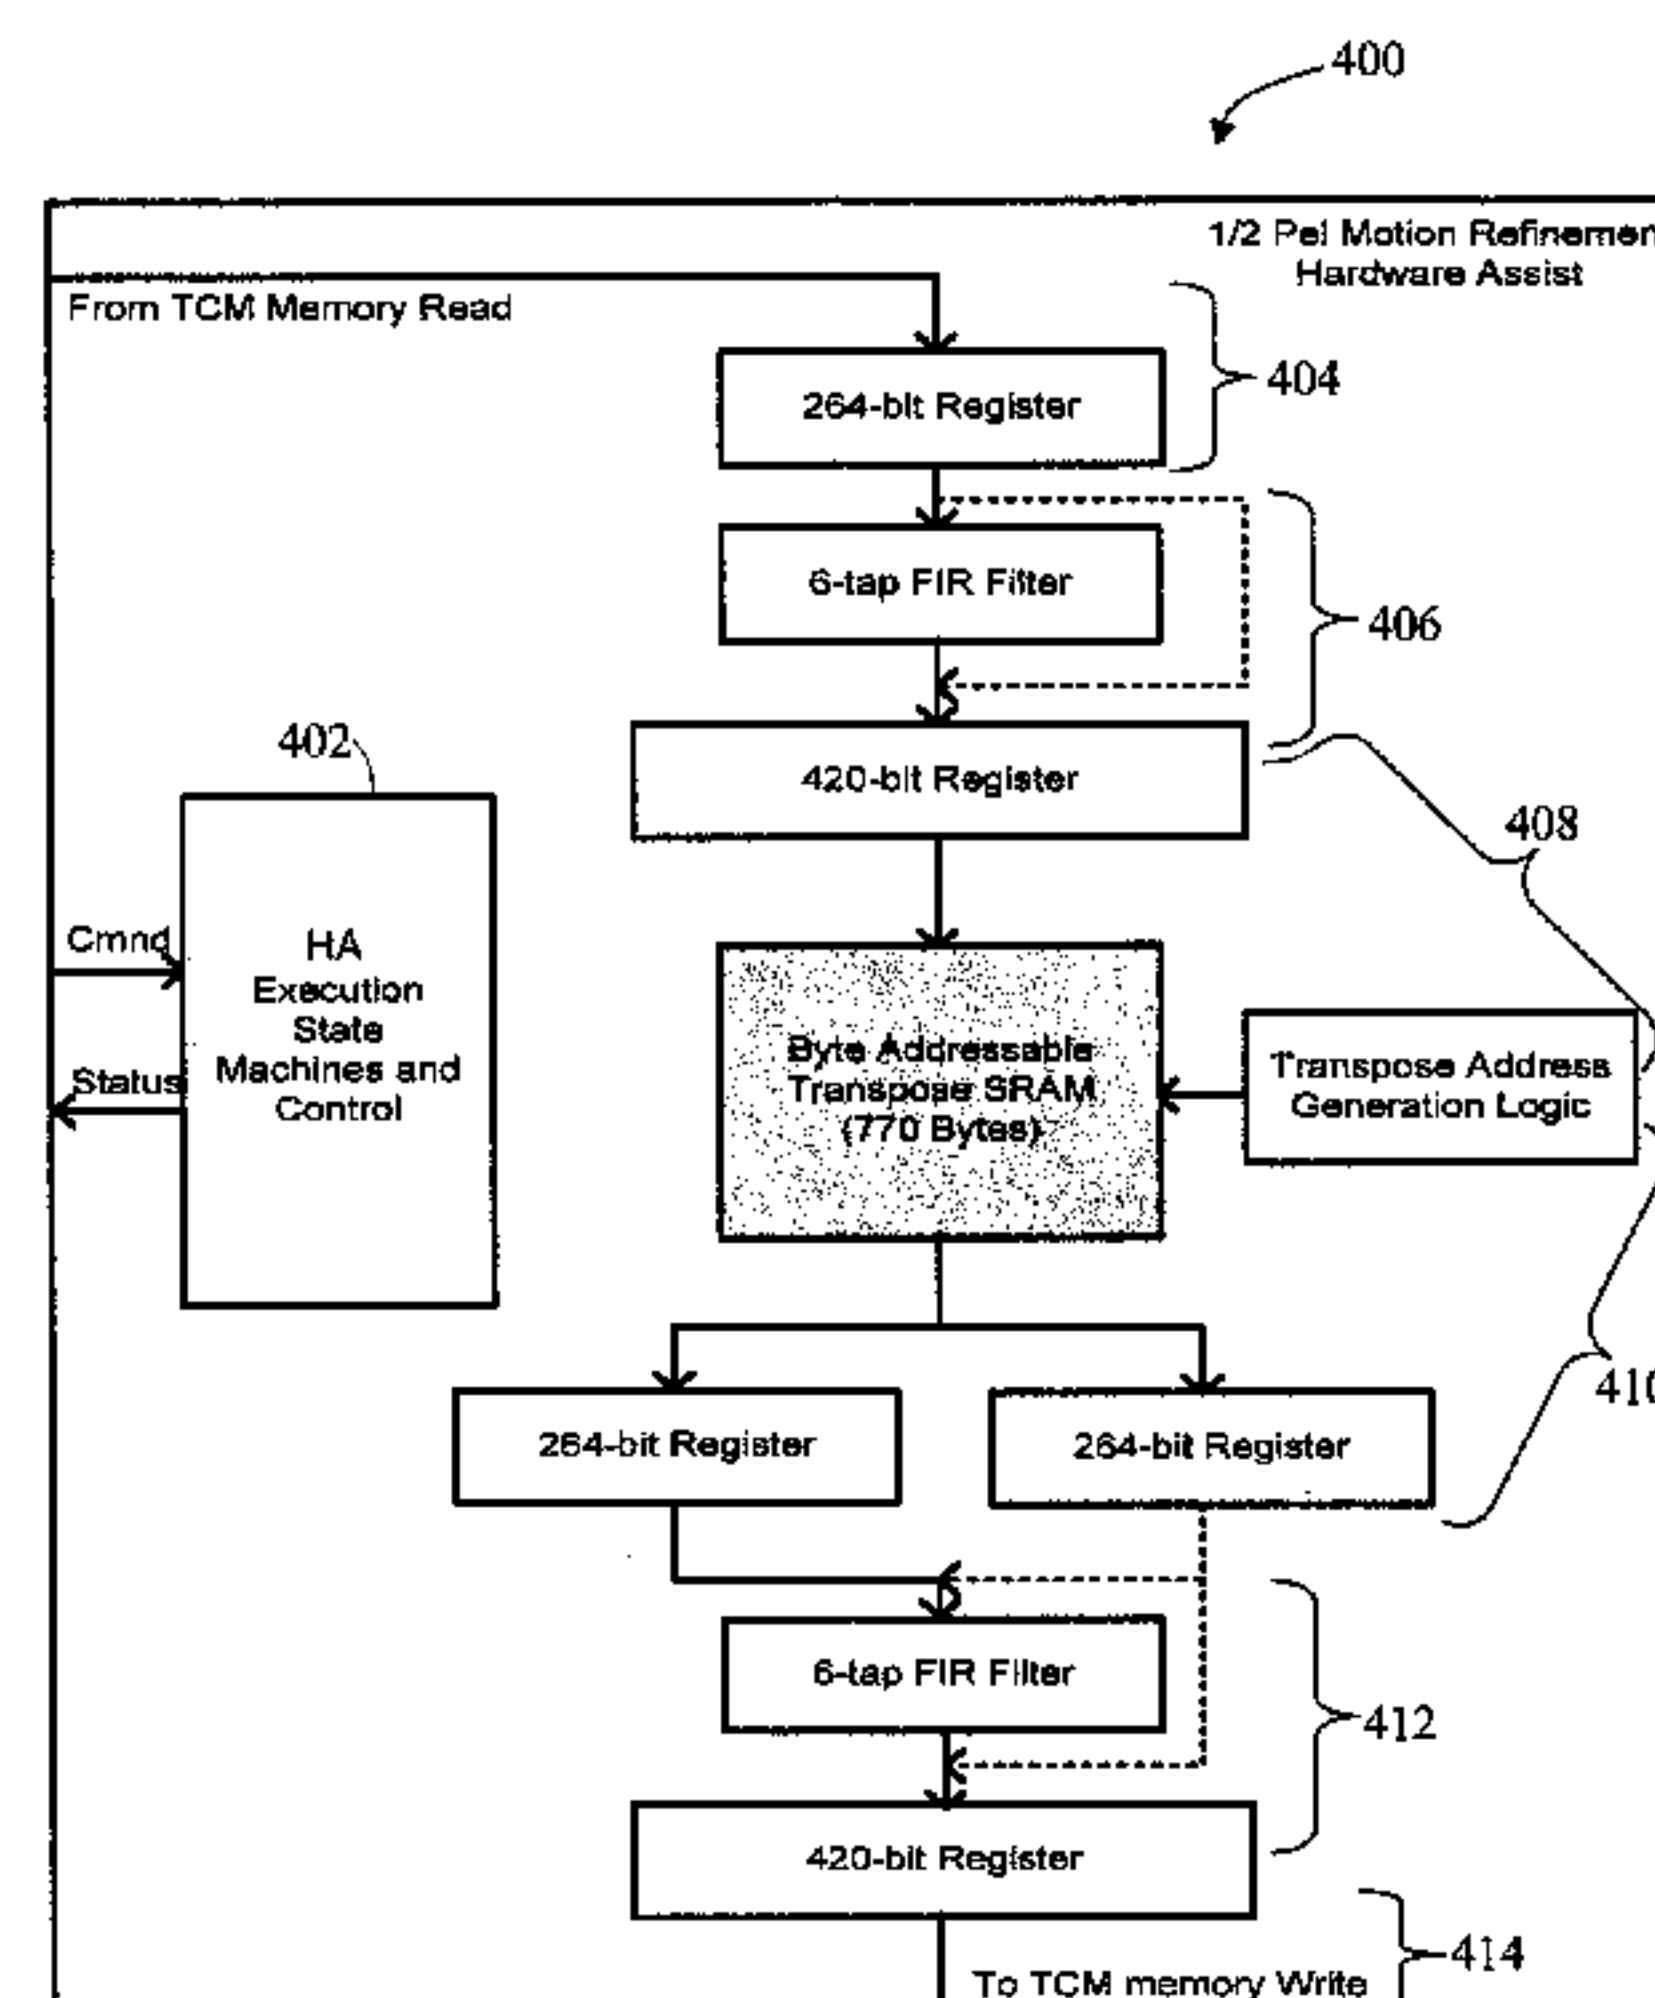 400
1/2 Pel Motion Refinemen
Hardware Assist
From TCM Memory Read
264-bit Register
404
6-tap FIR Filter
406
420-bit Register
402
408
Cmnd
HA
Execution
State
Machines and
Control
Status
Byte Addressable
Transpose SRAM
(770 Bytes)
Transpose Address
Generation Logic
410
264-bit Register
264-bit Register
6-tap FIR Filter
412
420-bit Register
414
To TCM memory Write